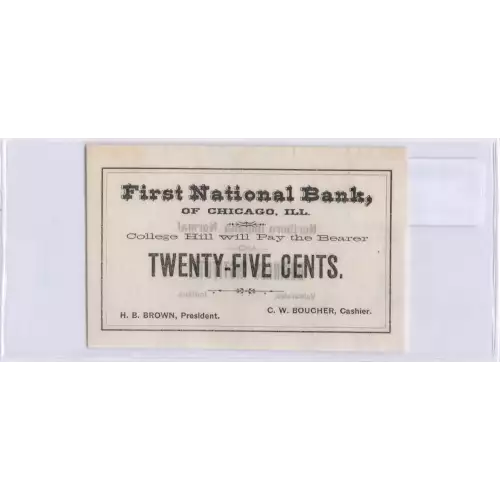 First National Bank,
OF CHICAGO, ILL.
College Hill Will Pay the Bearer
TWENTY-FIVE CENTS.
H. B. BROWN, President.
C. W. BOUCHER, Cashier.